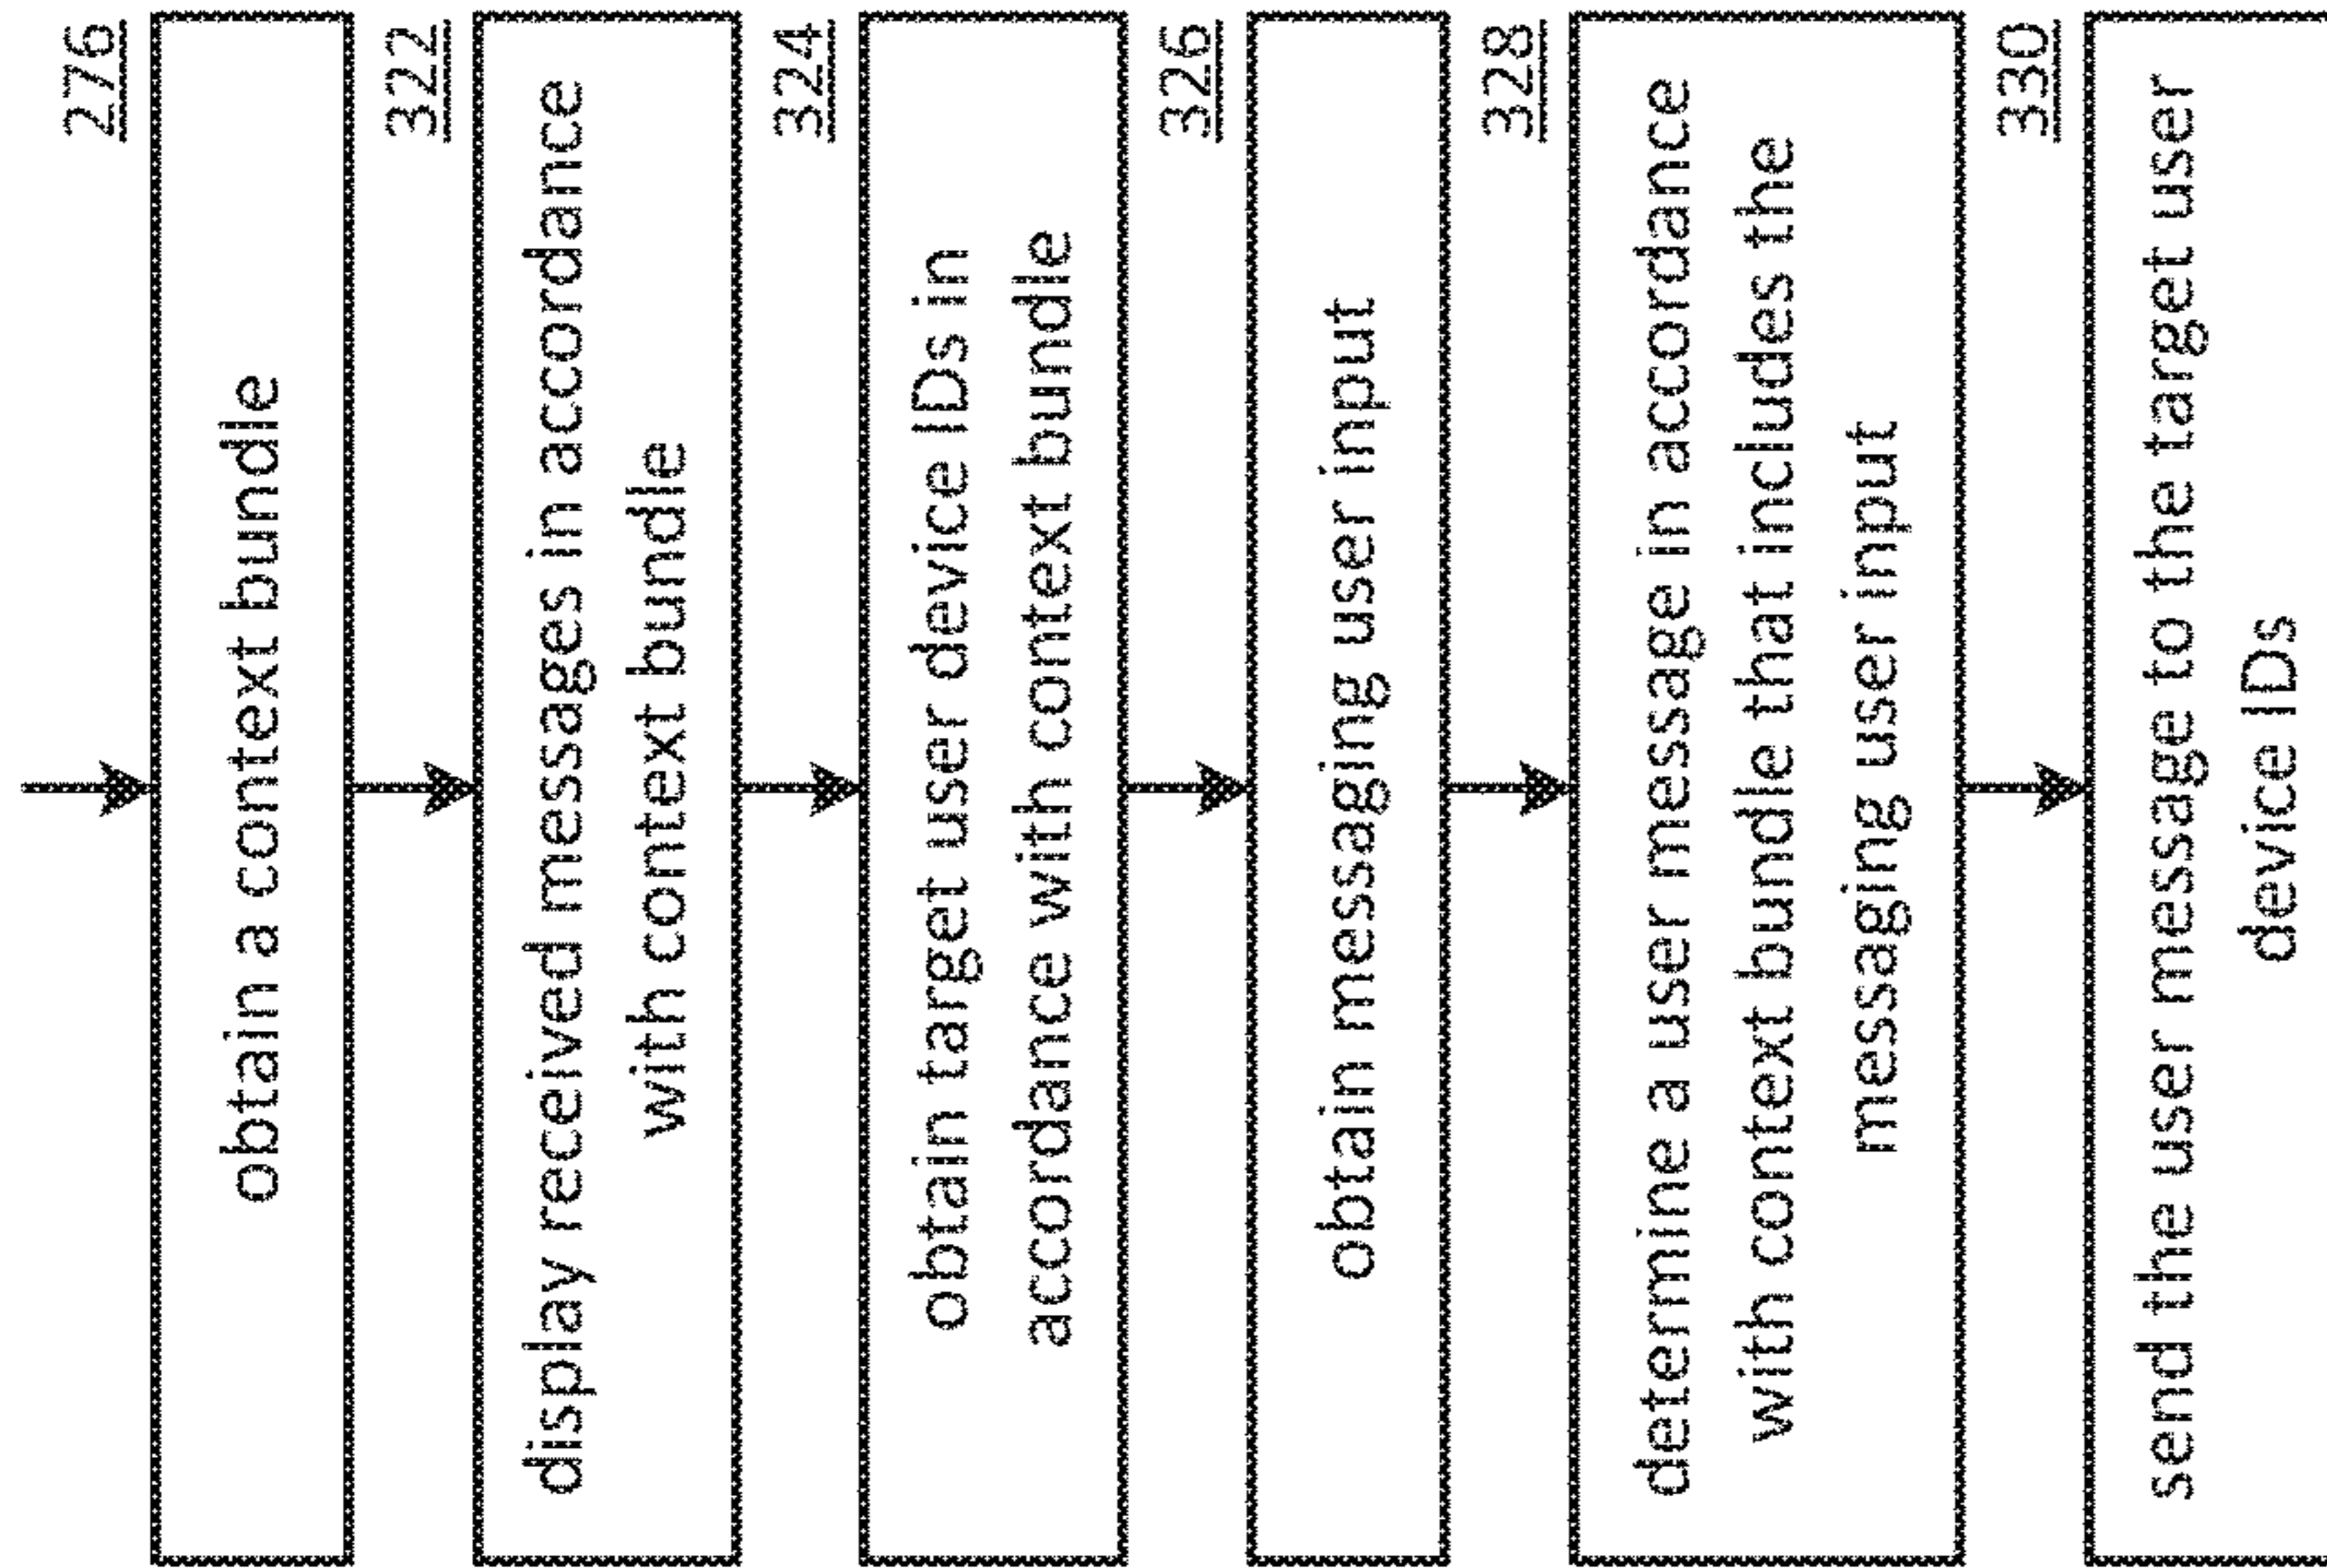 276
obtain a context bundle
322
display received messages in accordance
with context bundle
324
obtain target user device IDs in
accordance with context bundle
326
obtain messaging user input
328
determine a user message in accordance
with context bundle that includes the
messaging user input
330
send the user message to the target user
device IDs